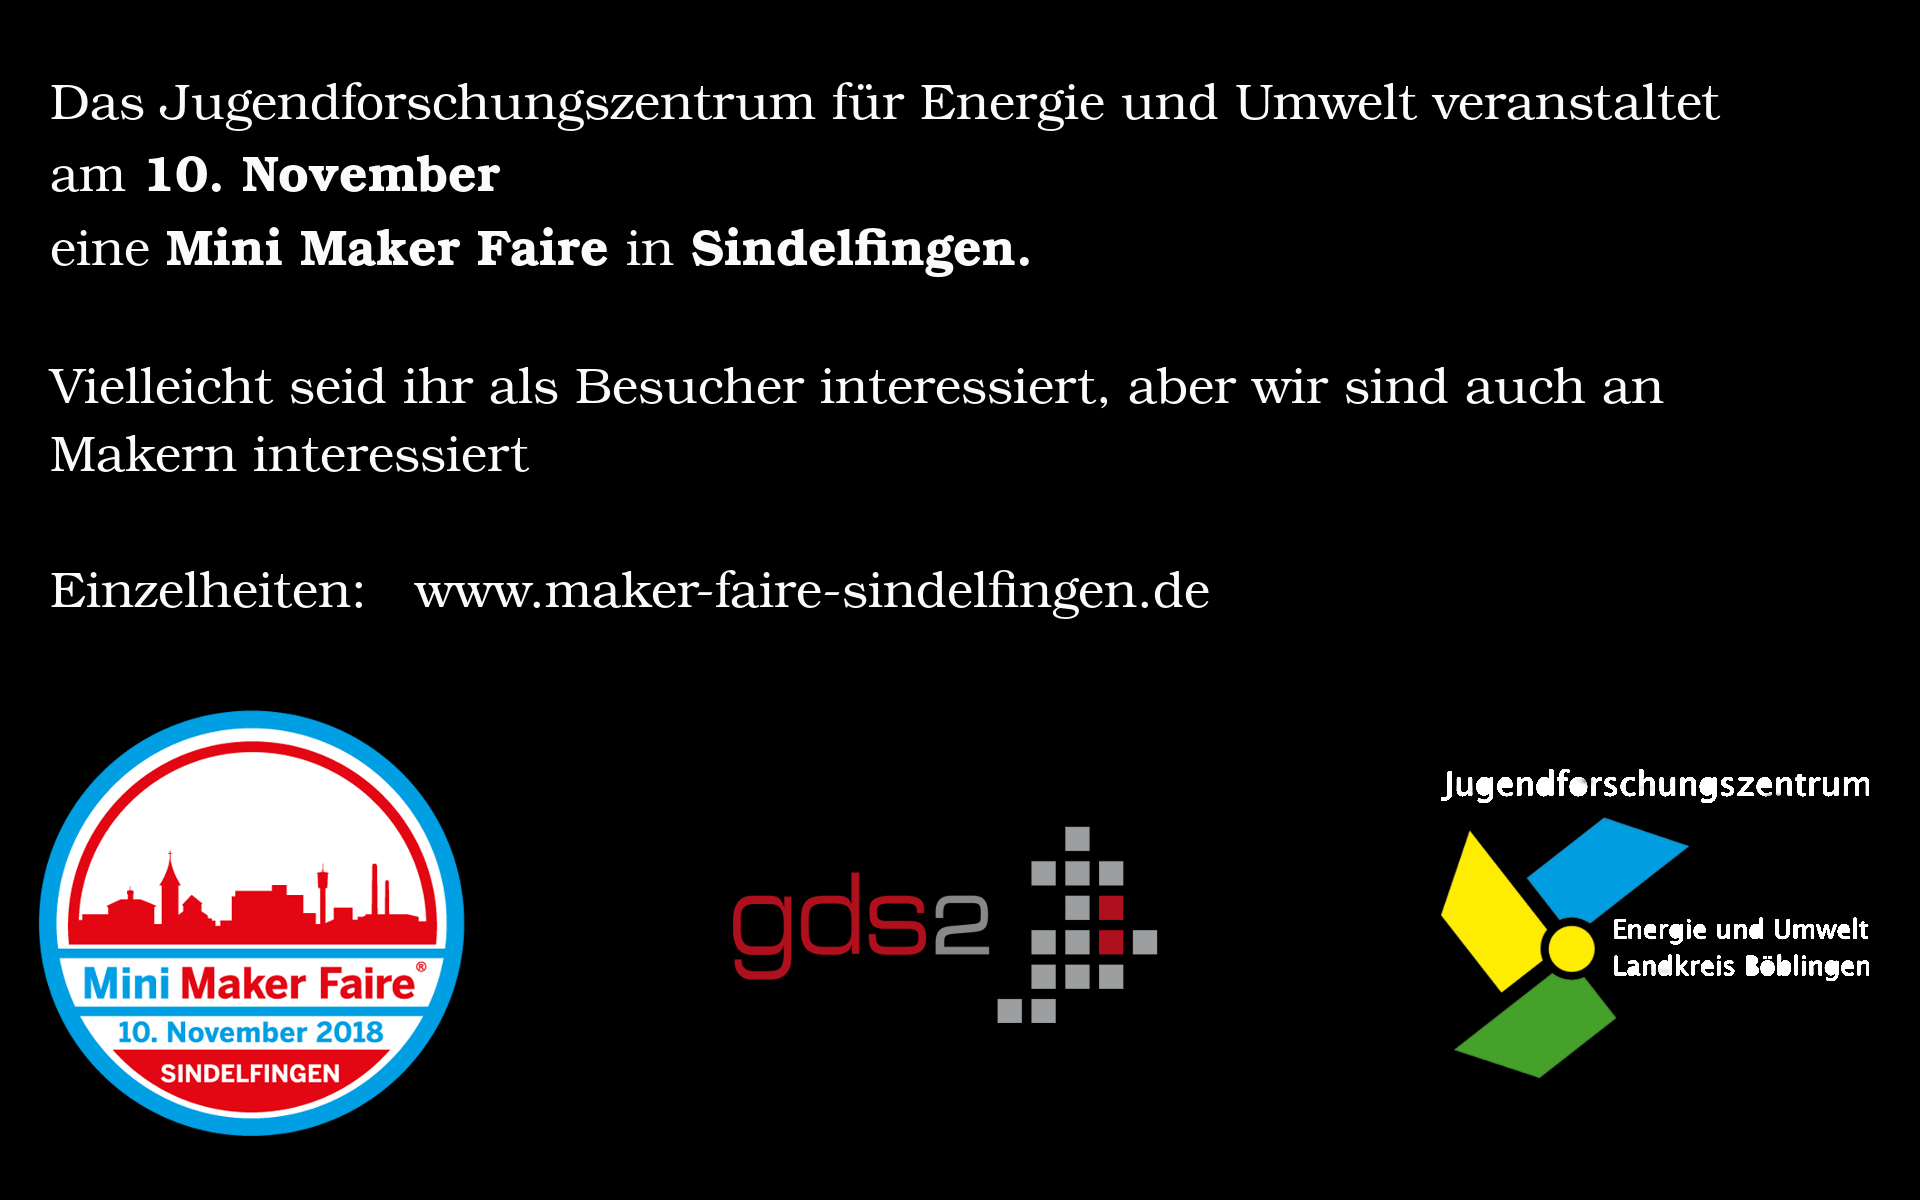 Das Jugendforschungszentrum für Energie und Umwelt veranstaltet
am 10. November
eine Mini Maker Faire in Sindelfingen.
Vielleicht seid ihr als Besucher interessiert, aber wir sind auch an
Makern interessiert
Einzelheiten: www.maker-faire-sindelfingen.de
Mini Maker Faire®
10. November 2018
SINDELFINGEN
gds2
Jugendforschungszentrum
Energie und Umwelt
Landkreis Böblingen